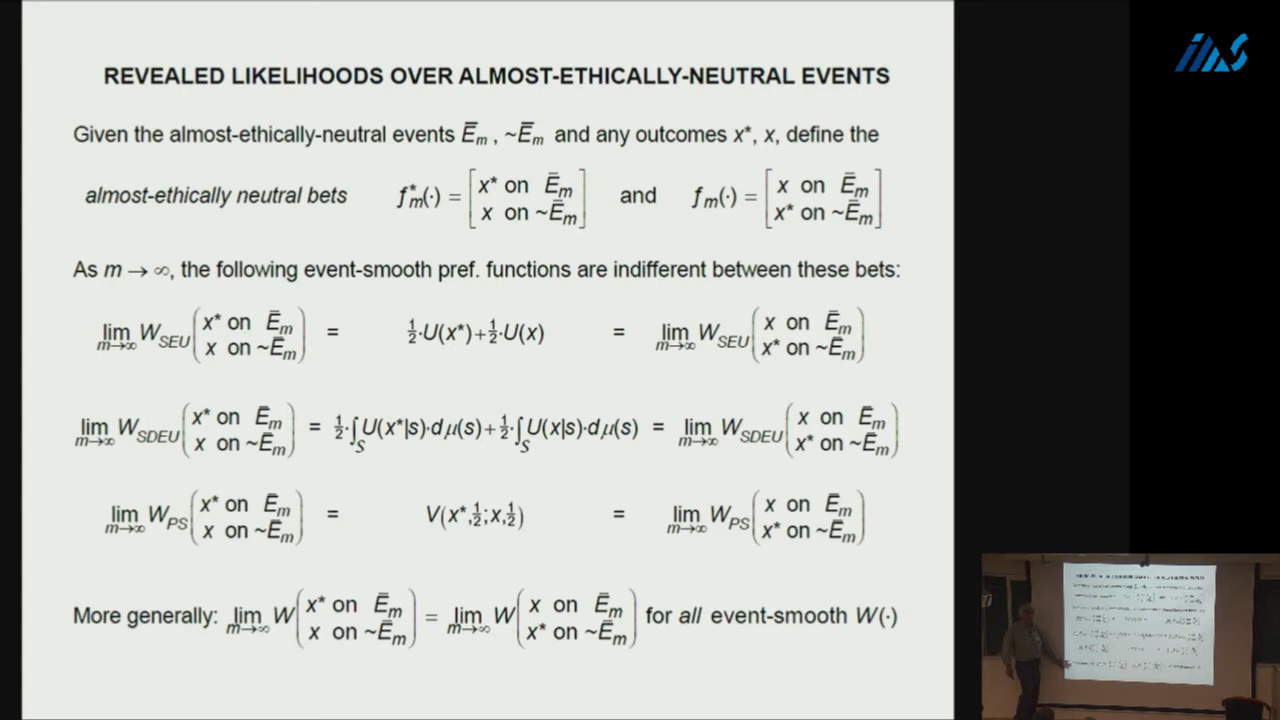 REVEALED LIKELIHOODS OVER ALMOST-ETHICALLY-NEUTRAL EVENTS
Given the almost-ethically-neutral events Ē_m , ~Ē_m and any outcomes x*, x, define the
almost-ethically neutral bets f*_m(·) = [x* on Ē_m; x on ~Ē_m] and f_m(·) = [x on Ē_m; x* on ~Ē_m]
As m → ∞, the following event-smooth pref. functions are indifferent between these bets:
lim_{m→∞} W_SEU (x* on Ē_m; x on ~Ē_m) = ½·U(x*)+½·U(x) = lim_{m→∞} W_SEU (x on Ē_m; x* on ~Ē_m)
lim_{m→∞} W_SDEU (x* on Ē_m; x on ~Ē_m) = ½·∫_S U(x*|s)·dμ(s)+½·∫_S U(x|s)·dμ(s) = lim_{m→∞} W_SDEU (x on Ē_m; x* on ~Ē_m)
lim_{m→∞} W_PS (x* on Ē_m; x on ~Ē_m) = V(x*,½;x,½) = lim_{m→∞} W_PS (x on Ē_m; x* on ~Ē_m)
More generally: lim_{m→∞} W (x* on Ē_m; x on ~Ē_m) = lim_{m→∞} W (x on Ē_m; x* on ~Ē_m) for all event-smooth W(·)